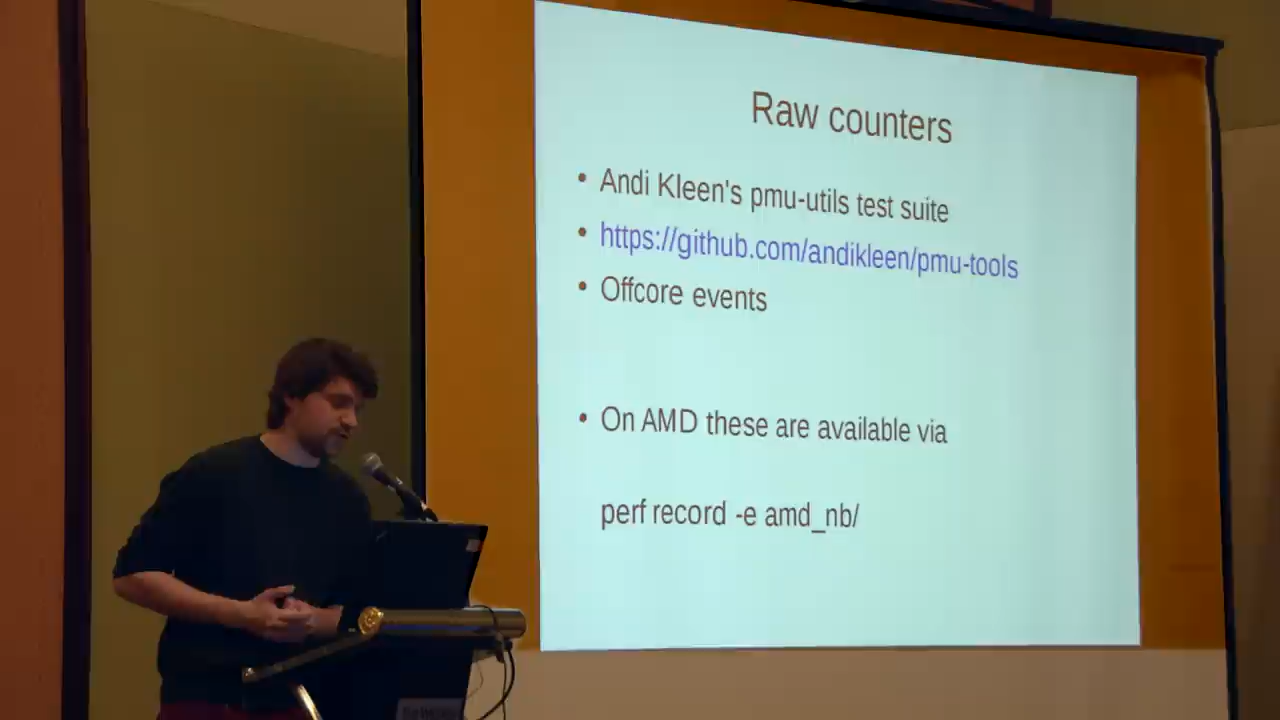 Raw counters
• Andi Kleen's pmu-utils test suite
• https://github.com/andikleen/pmu-tools
• Offcore events
• On AMD these are available via
perf record -e amd_nb/